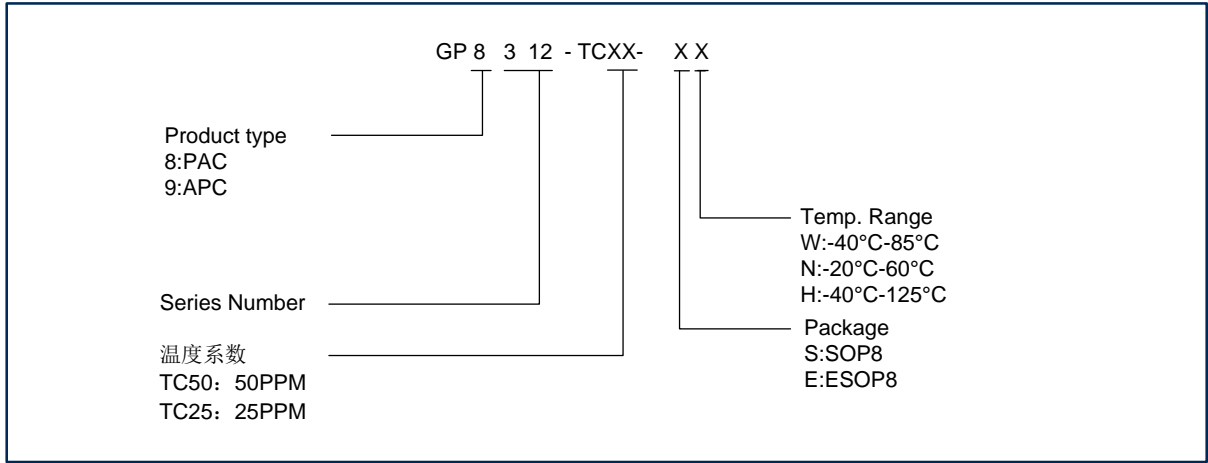 GP 8 3 12 - TCXX- X X
Product type
8:PAC
9:APC
Temp. Range
W:-40°C-85°C
N:-20°C-60°C
H:-40°C-125°C
Series Number
Package
S:SOP8
E:ESOP8
温度系数
TC50：50PPM
TC25：25PPM